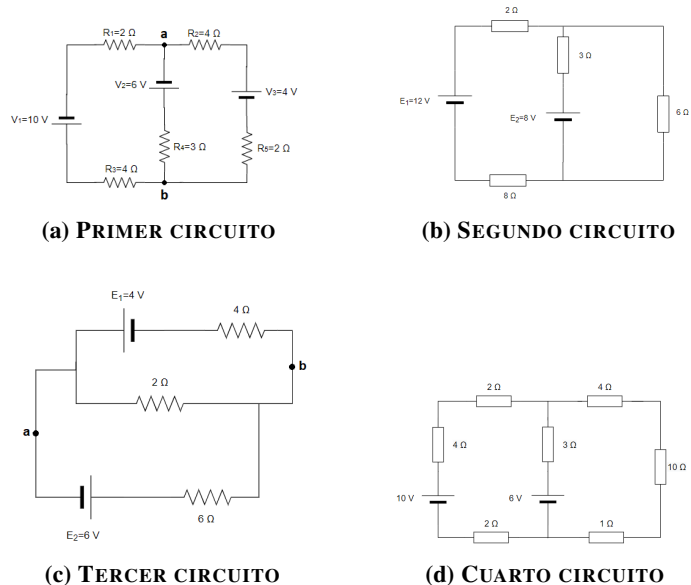 R₁=2 Ω
a
R₂=4 Ω
V₂=6 V
V₃=4 V
V₁=10 V
R₄=3 Ω
R₅=2 Ω
R₃=4 Ω
b
(a) PRIMER CIRCUITO
2 Ω
3 Ω
E₁=12 V
E₂=8 V
6 Ω
8 Ω
(b) SEGUNDO CIRCUITO
E₁=4 V
4 Ω
b
2 Ω
a
6 Ω
E₂=6 V
(c) TERCER CIRCUITO
2 Ω
4 Ω
4 Ω
3 Ω
10 Ω
10 V
6 V
2 Ω
1 Ω
(d) CUARTO CIRCUITO